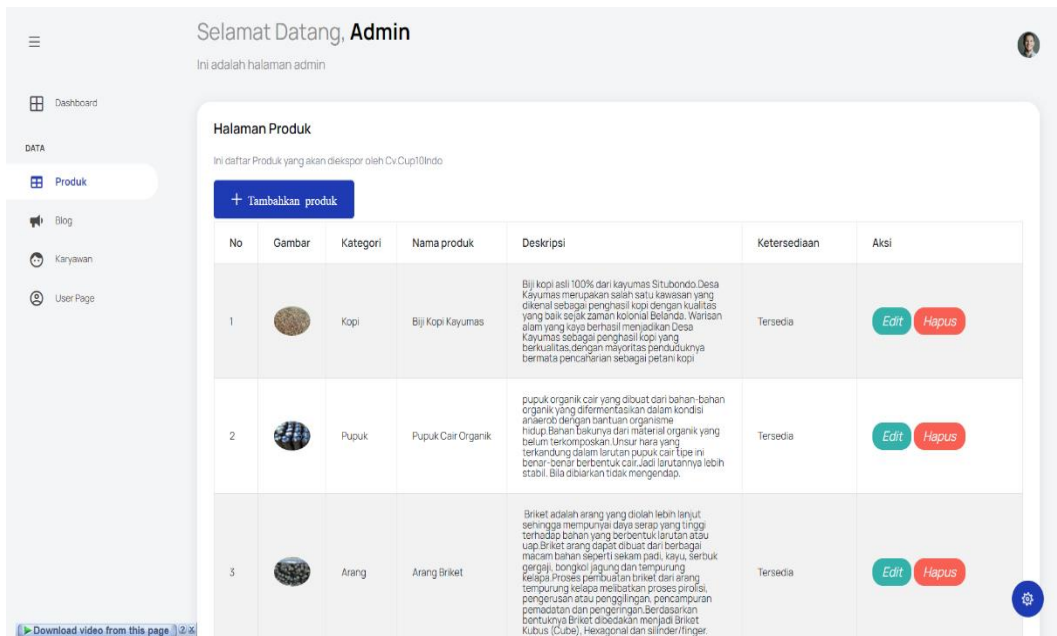 Selamat Datang, Admin
Ini adalah halaman admin
Dashboard
DATA
Produk
Blog
Karyawan
User Page
Halaman Produk
Ini daftar Produk yang akan diekspor oleh Cv.Cup10Indo
+ Tambahkan produk
No Gambar Kategori Nama produk Deskripsi Ketersediaan Aksi
1 Kopi Biji Kopi Kayumas
Biji kopi asli 100% dari kayumas Situbondo.Desa
Kayumas merupakan salah satu kawasan yang
dikenal sebagai penghasil kopi dengan kualitas
yang baik sejak zaman kolonial Belanda. Warisan
alam yang kaya berhasil menjadikan Desa
Kayumas sebagai penghasil kopi yang
berkualitas,dengan mayoritas penduduknya
bermata pencaharian sebagai petani kopi
Tersedia Edit Hapus
2 Pupuk Pupuk Cair Organik
pupuk organik cair yang dibuat dari bahan-bahan
organik yang difermentasikan dalam kondisi
anaerob dengan bantuan organisme
hidup.Bahan bakunya dari material organik yang
belum terkomposkan.Unsur hara yang
terkandung dalam larutan pupuk cair tipe ini
benar-benar berbentuk cair.Jadi larutannya lebih
stabil. Bila dibiarkan tidak mengendap.
Tersedia Edit Hapus
3 Arang Arang Briket
Briket adalah arang yang diolah lebih lanjut
sehingga mempunyai daya serap yang tinggi
terhadap bahan yang berbentuk larutan atau
uap.Briket arang dapat dibuat dari berbagai
macam bahan seperti sekam padi, kayu, serbuk
gergaji, bongkol jagung dan tempurung
kelapa.Proses pembuatan briket dari arang
tempurung kelapa melibatkan proses pirolisi,
pengerusan atau penggilingan, pencampuran
pemadatan dan pengeringan.Berdasarkan
bentuknya Briket dibedakan menjadi Briket
Kubus (Cube), Hexagonal dan silinder/finger.
Tersedia Edit Hapus
Download video from this page